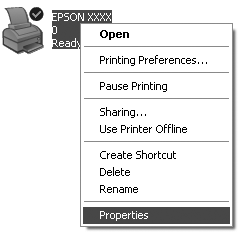 EPSON XXXX
0
Ready
Open
Printing Preferences...
Pause Printing
Sharing...
Use Printer Offline
Create Shortcut
Delete
Rename
Properties